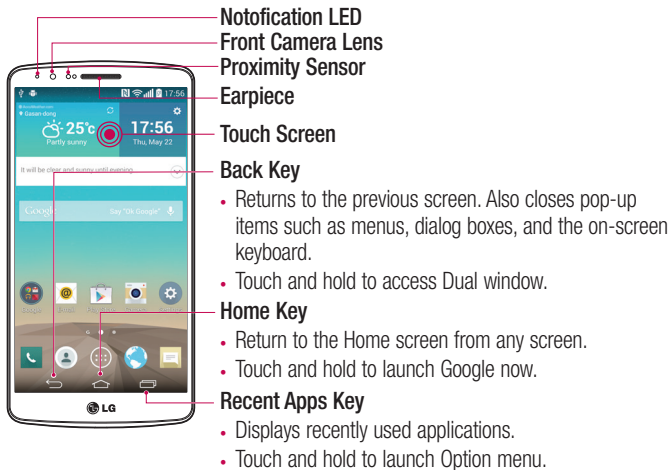 Notofication LED
Front Camera Lens
Proximity Sensor
Earpiece
Touch Screen
Back Key
• Returns to the previous screen. Also closes pop-up
items such as menus, dialog boxes, and the on-screen
keyboard.
• Touch and hold to access Dual window.
Home Key
• Return to the Home screen from any screen.
• Touch and hold to launch Google now.
Recent Apps Key
• Displays recently used applications.
• Touch and hold to launch Option menu.
17:56
Gasan-dong
25°c
Partly sunny
17:56
Thu, May 22
It will be clear and sunny until evening
Google
Say "Ok Google"
Google
Email
LG